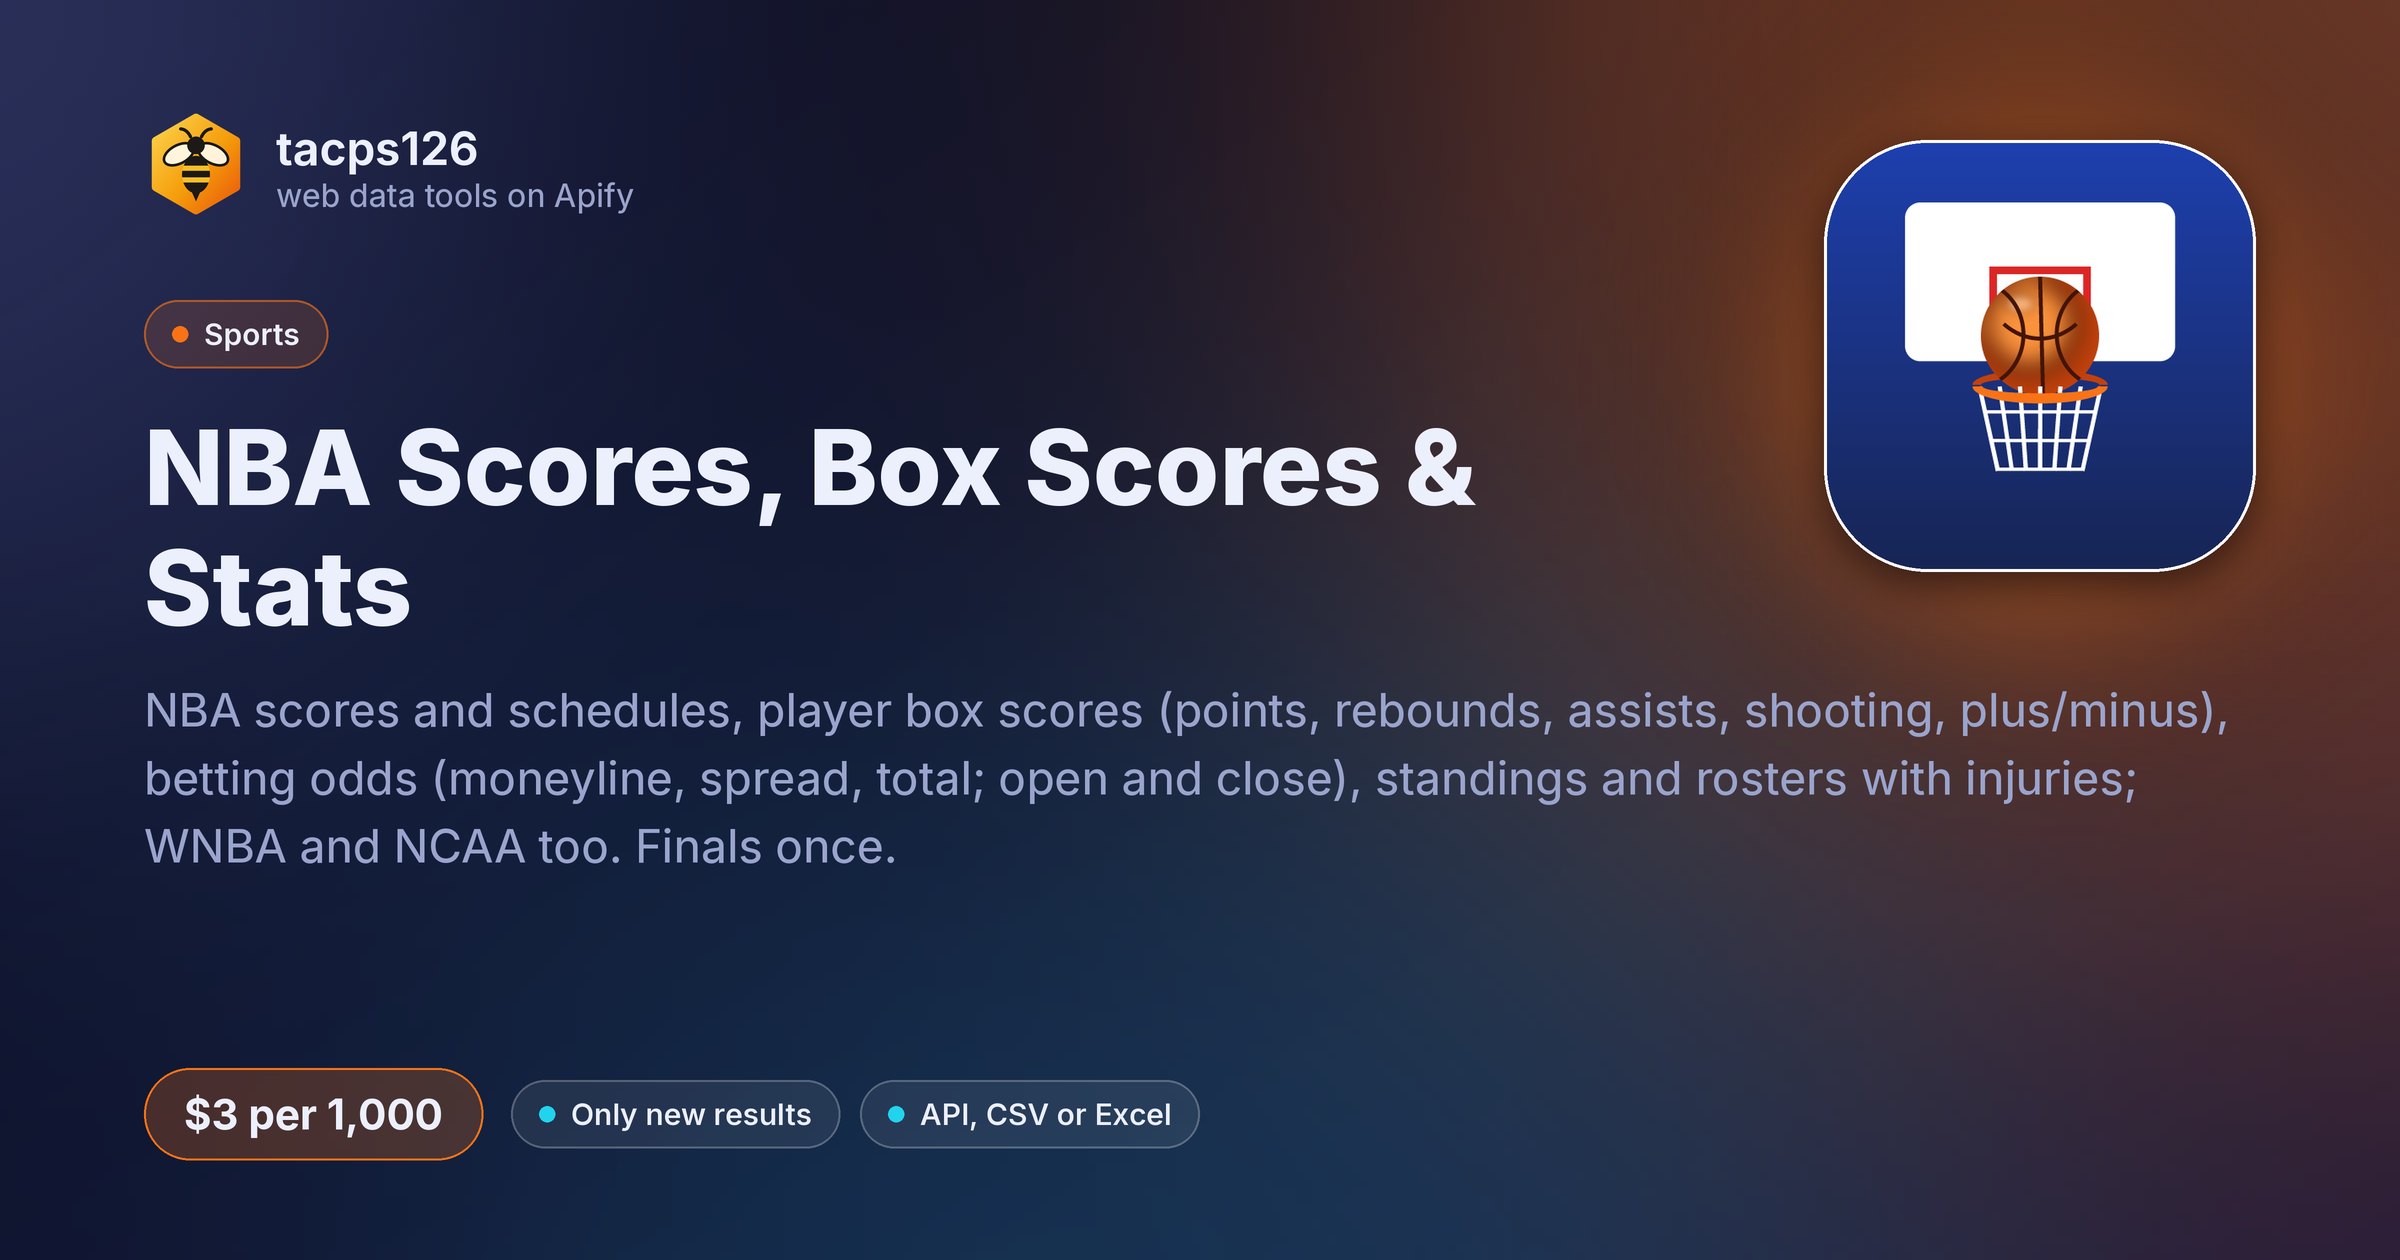 tacps126
web data tools on Apify
Sports
NBA Scores, Box Scores &
Stats
NBA scores and schedules, player box scores (points, rebounds, assists, shooting, plus/minus),
betting odds (moneyline, spread, total; open and close), standings and rosters with injuries;
WNBA and NCAA too. Finals once.
$3 per 1,000
Only new results
API, CSV or Excel